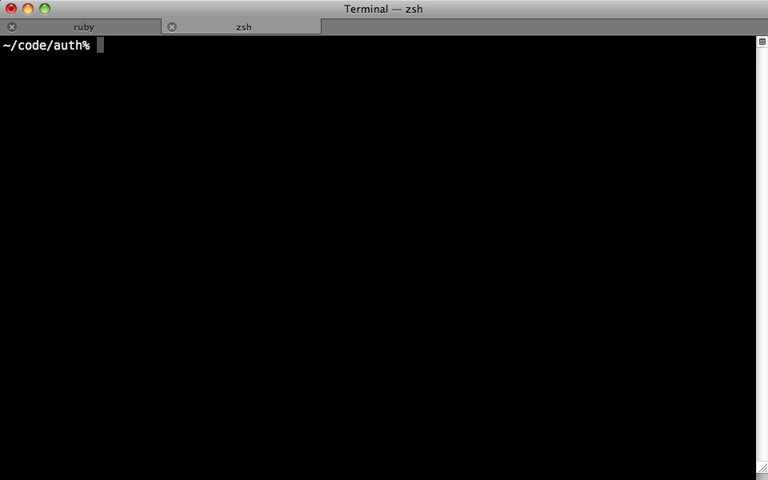 Terminal — zsh
ruby
zsh
~/code/auth%